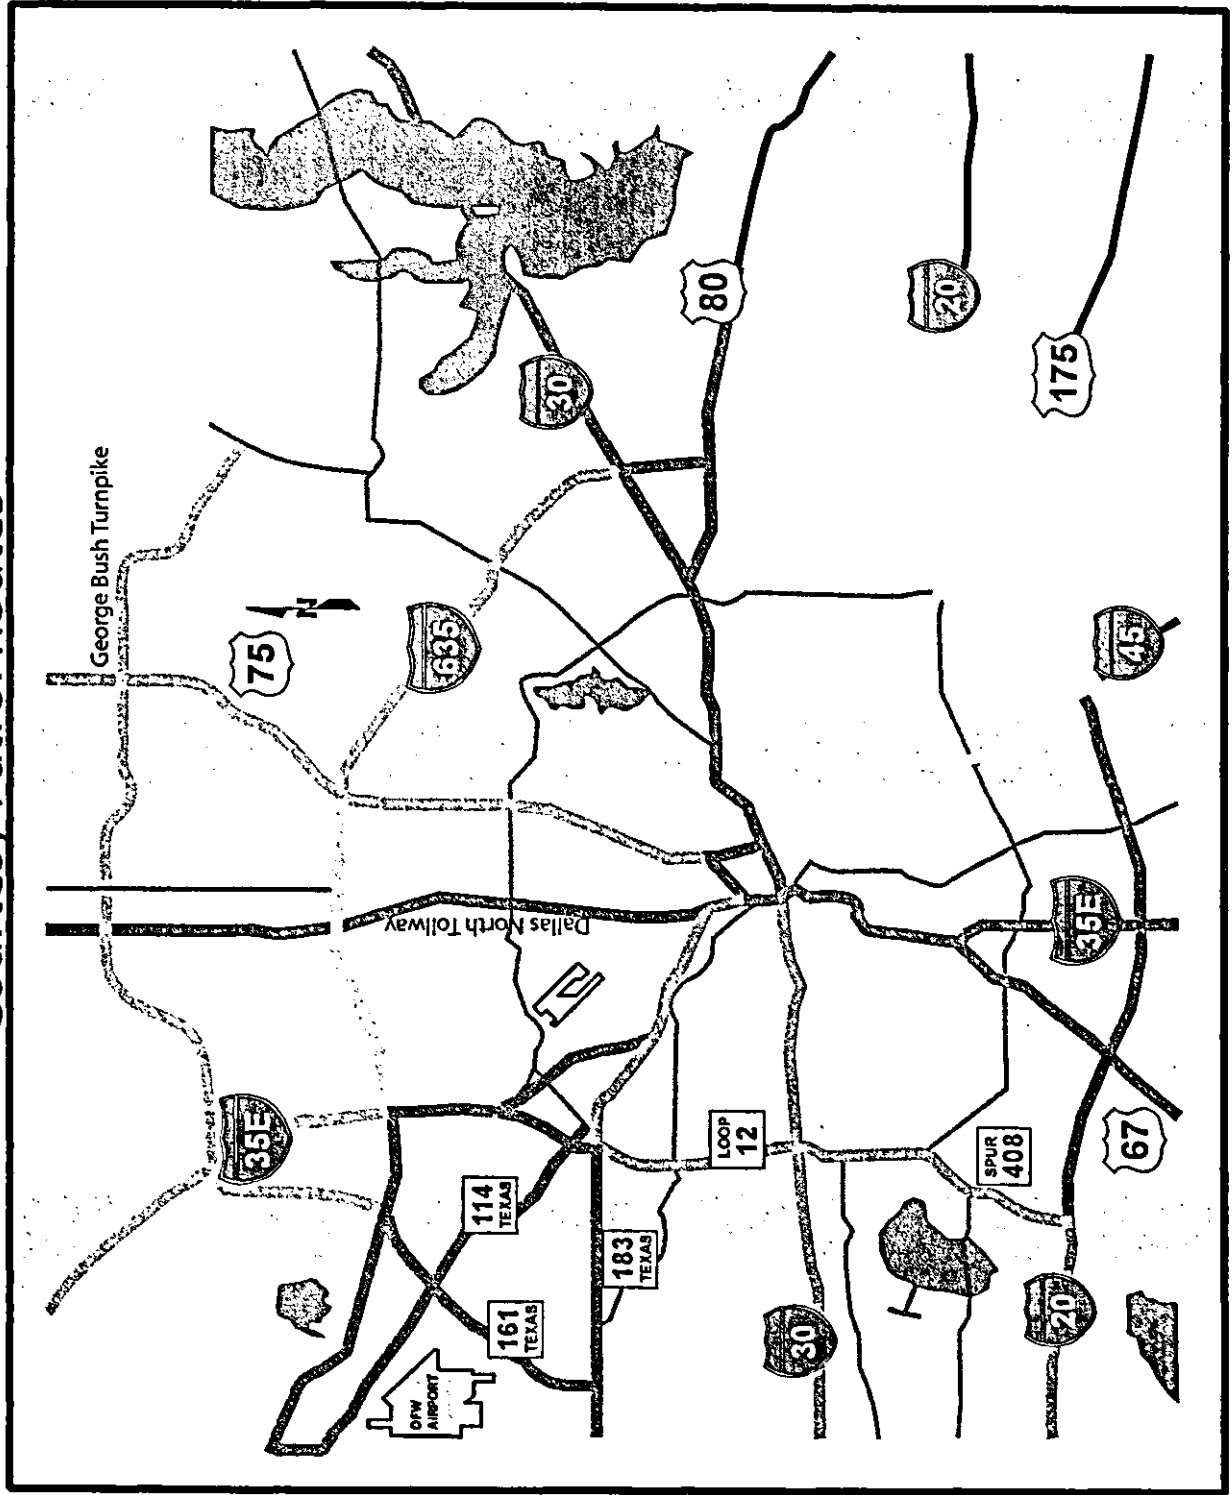 George Bush Turnpike
35E
75
N
635
DFW
AIRPORT
114
TEXAS
Dallas North Tollway
161
TEXAS
30
183
TEXAS
80
LOOP
12
30
20
SPUR
408
20
175
35E
67
45